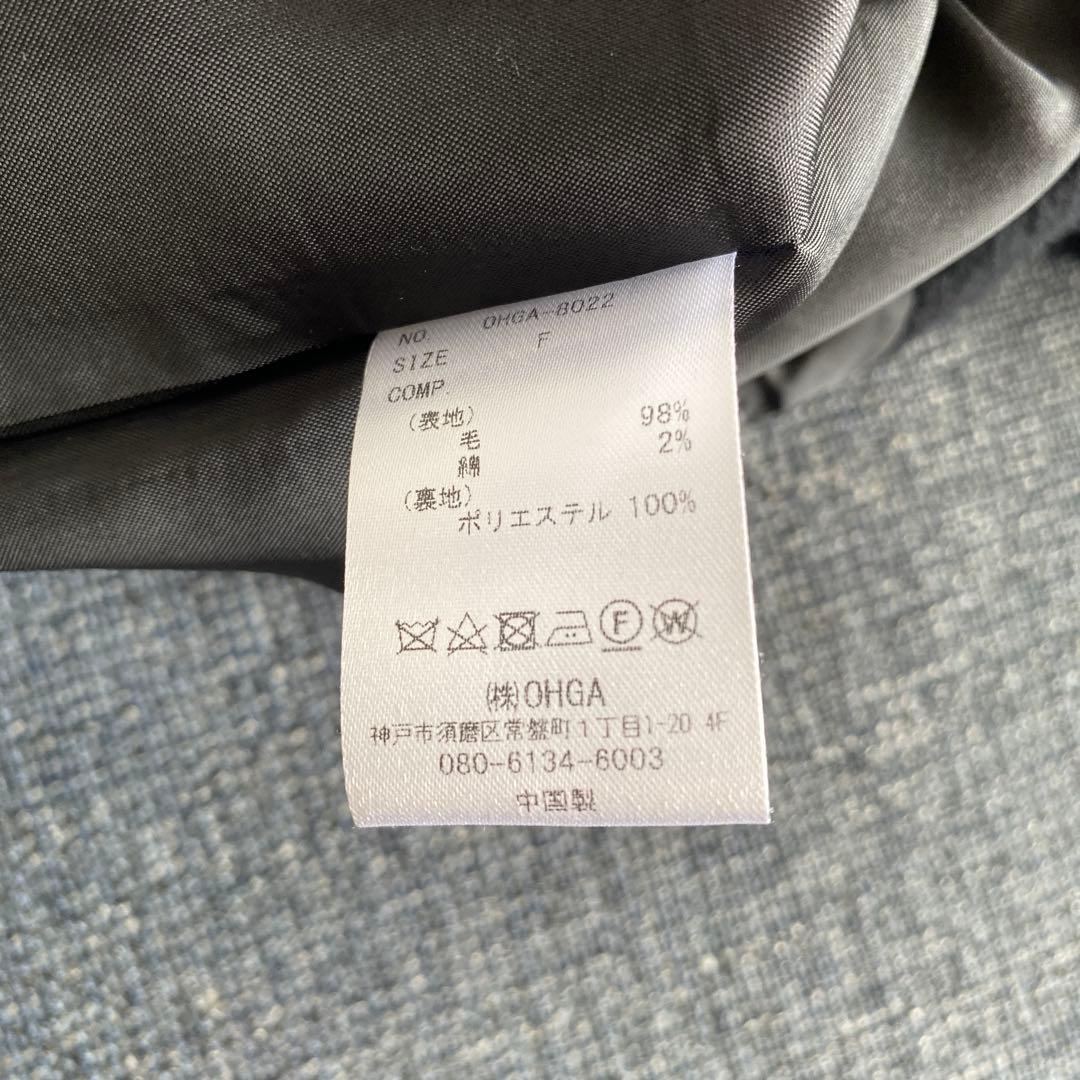 NO. OHGA-8022
SIZE F
COMP.
(表地)
毛 98%
綿 2%
(裏地)
ポリエステル 100%
F W
(株)OHGA
神戸市須磨区常盤町1丁目1-20 4F
080-6134-6003
中国製